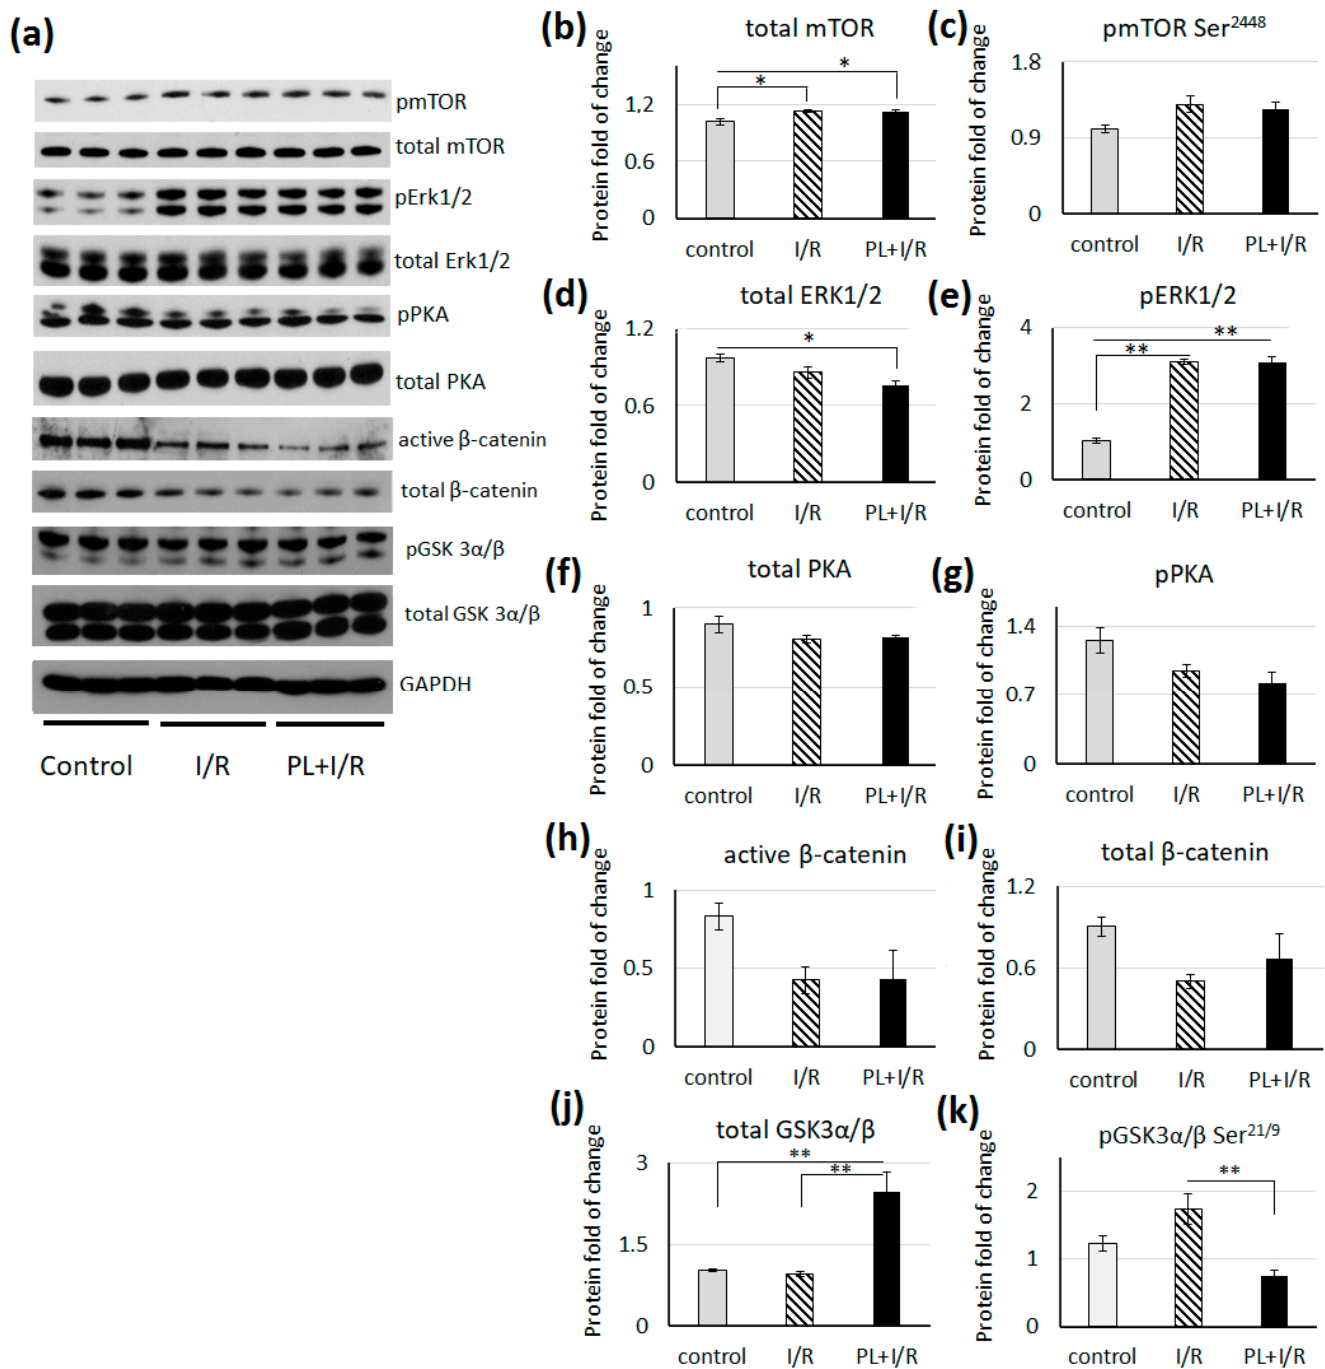 (a)
pmTOR
total mTOR
pErk1/2
total Erk1/2
pPKA
total PKA
active β-catenin
total β-catenin
pGSK 3α/β
total GSK 3α/β
GAPDH
Control I/R PL+I/R
(b)
total mTOR
Protein fold of change
1.2
0.6
0
* *
control I/R PL+I/R
(c)
pmTOR Ser2448
Protein fold of change
1.8
0.9
0
control I/R PL+I/R
(d)
total ERK1/2
Protein fold of change
1.2
0.6
0
*
control I/R PL+I/R
(e)
pERK1/2
Protein fold of change
4
2
0
** **
control I/R PL+I/R
(f)
total PKA
Protein fold of change
1
0.5
0
control I/R PL+I/R
(g)
pPKA
Protein fold of change
1.4
0.7
0
control I/R PL+I/R
(h)
active β-catenin
Protein fold of change
1
0.5
0
control I/R PL+I/R
(i)
total β-catenin
Protein fold of change
1.2
0.6
0
control I/R PL+I/R
(j)
total GSK3α/β
Protein fold of change
3
1.5
0
**
**
control I/R PL+I/R
(k)
pGSK3α/β Ser21/9
Protein fold of change
2
1
0
**
control I/R PL+I/R